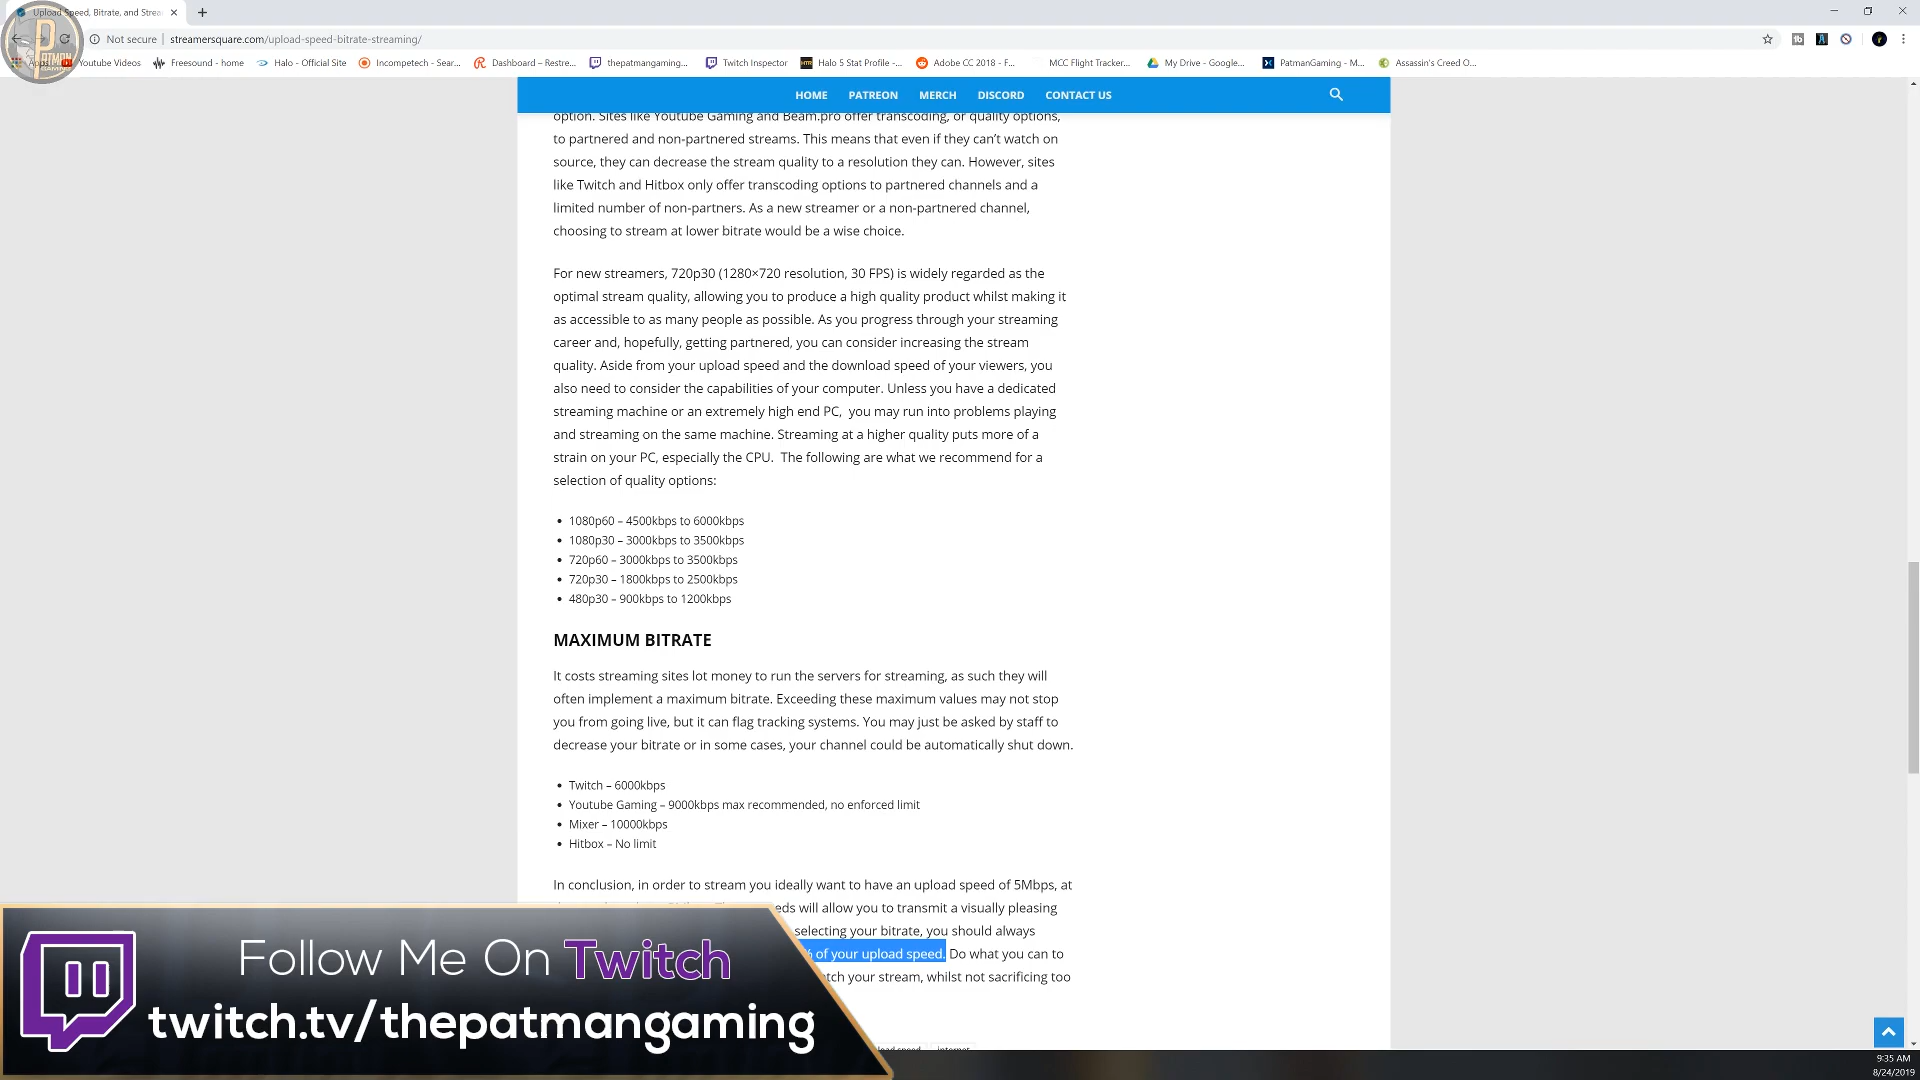 Upload Speed, Bitrate, and Strea
Not secure | streamersquare.com/upload-speed-bitrate-streaming/
Apps
Youtube Videos
Freesound - home
Halo - Official Site
Incompetech - Sear...
Dashboard – Restre...
thepatmangaming...
Twitch Inspector
Halo 5 Stat Profile -...
Adobe CC 2018 - F...
MCC Flight Tracker...
My Drive - Google...
PatmanGaming - M...
Assassin's Creed O...
HOME PATREON MERCH DISCORD CONTACT US
option. Sites like Youtube Gaming and Beam.pro offer transcoding, or quality options,
to partnered and non-partnered streams. This means that even if they can't watch on
source, they can decrease the stream quality to a resolution they can. However, sites
like Twitch and Hitbox only offer transcoding options to partnered channels and a
limited number of non-partners. As a new streamer or a non-partnered channel,
choosing to stream at lower bitrate would be a wise choice.
For new streamers, 720p30 (1280×720 resolution, 30 FPS) is widely regarded as the
optimal stream quality, allowing you to produce a high quality product whilst making it
as accessible to as many people as possible. As you progress through your streaming
career and, hopefully, getting partnered, you can consider increasing the stream
quality. Aside from your upload speed and the download speed of your viewers, you
also need to consider the capabilities of your computer. Unless you have a dedicated
streaming machine or an extremely high end PC,  you may run into problems playing
and streaming on the same machine. Streaming at a higher quality puts more of a
strain on your PC, especially the CPU.  The following are what we recommend for a
selection of quality options:
• 1080p60 – 4500kbps to 6000kbps
• 1080p30 – 3000kbps to 3500kbps
• 720p60 – 3000kbps to 3500kbps
• 720p30 – 1800kbps to 2500kbps
• 480p30 – 900kbps to 1200kbps
MAXIMUM BITRATE
It costs streaming sites lot money to run the servers for streaming, as such they will
often implement a maximum bitrate. Exceeding these maximum values may not stop
you from going live, but it can flag tracking systems. You may just be asked by staff to
decrease your bitrate or in some cases, your channel could be automatically shut down.
• Twitch – 6000kbps
• Youtube Gaming – 9000kbps max recommended, no enforced limit
• Mixer – 10000kbps
• Hitbox – No limit
In conclusion, in order to stream you ideally want to have an upload speed of 5Mbps, at
eds will allow you to transmit a visually pleasing
selecting your bitrate, you should always
% of your upload speed. Do what you can to
tch your stream, whilst not sacrificing too
Follow Me On Twitch
twitch.tv/thepatmangaming
9:35 AM
8/24/2019